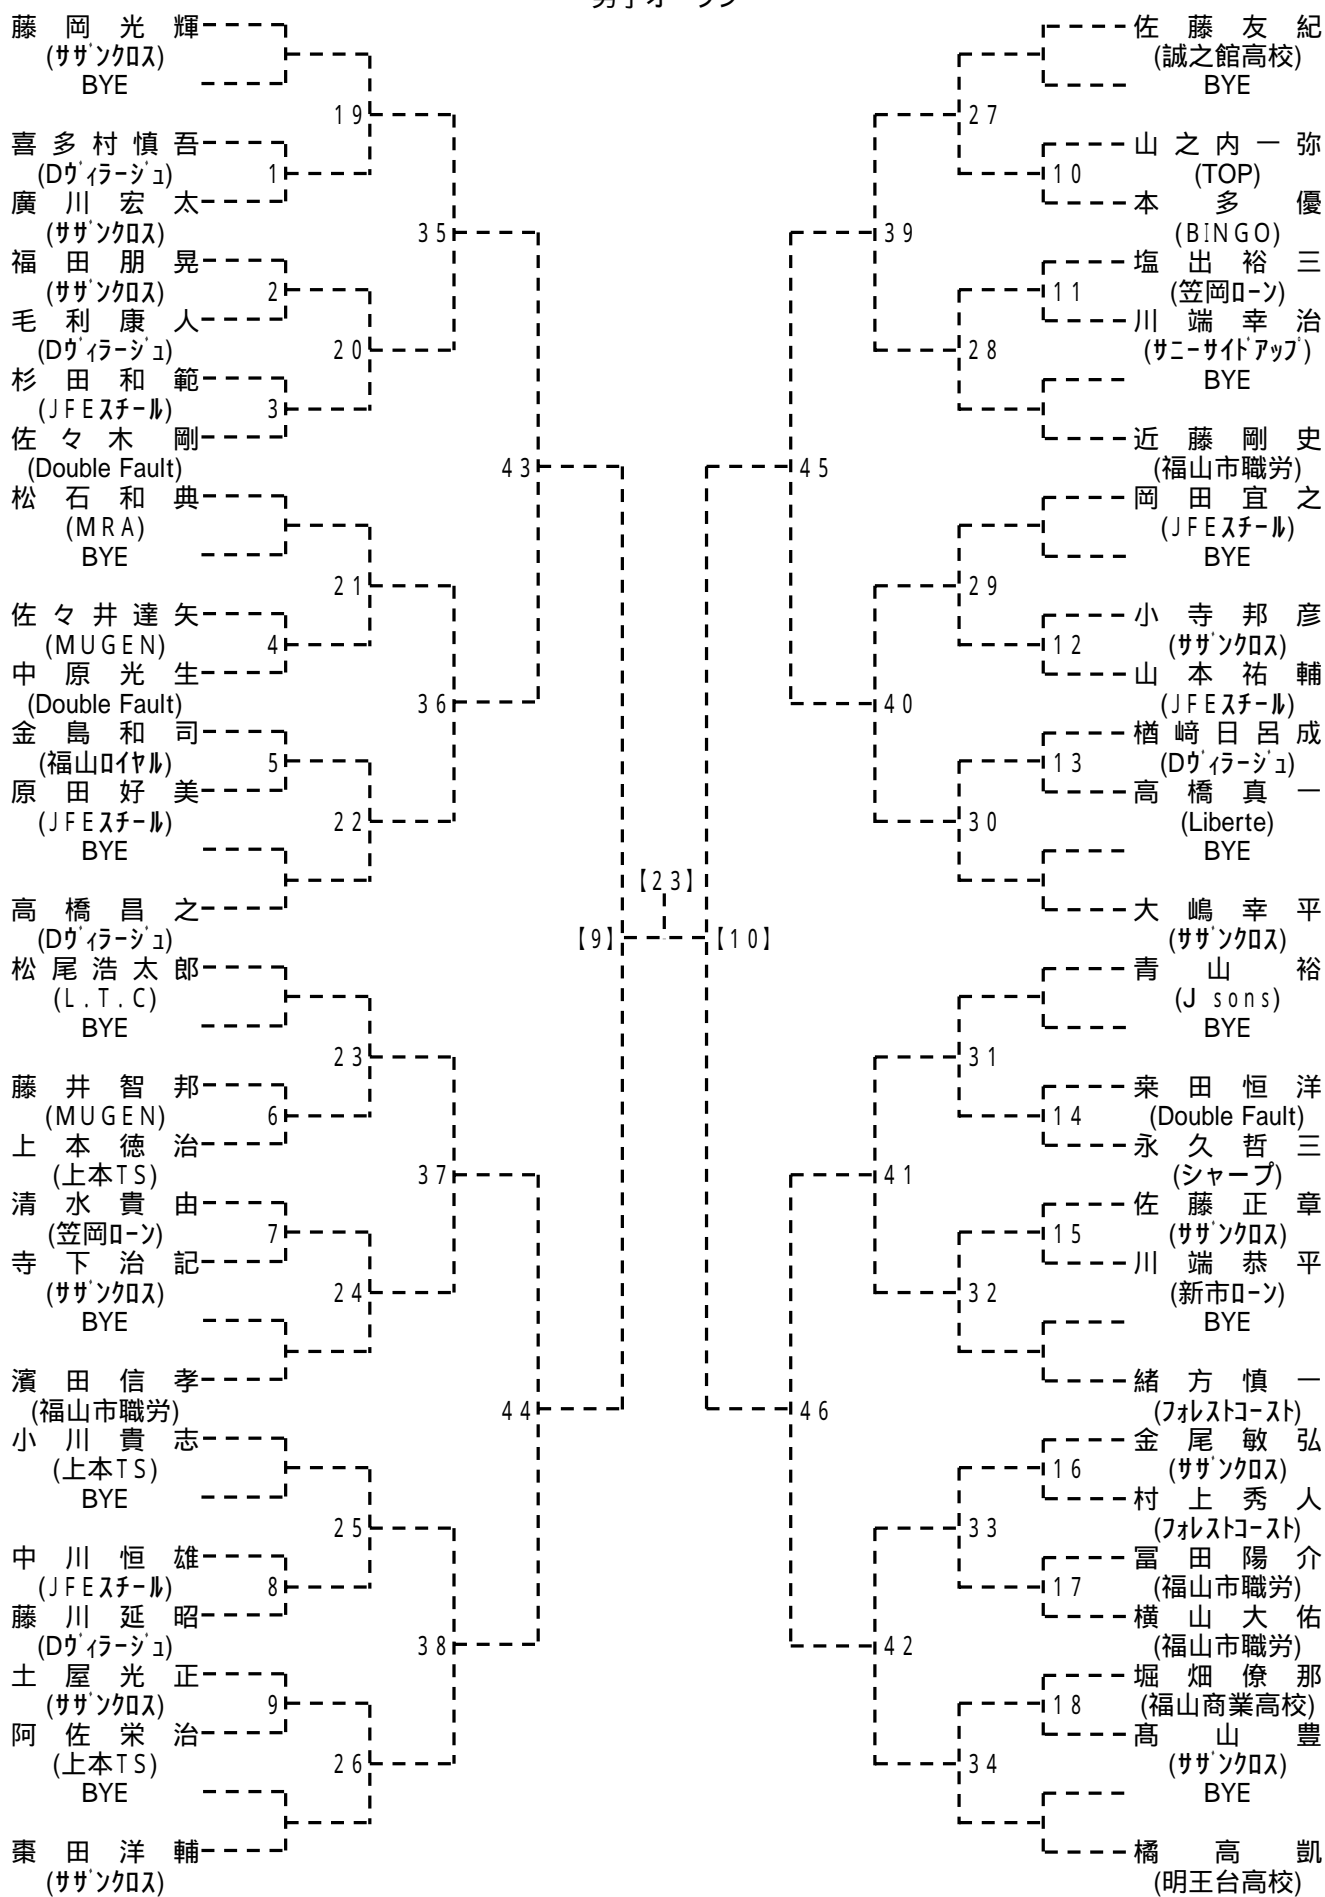 藤岡光輝
(ｻｻﾞﾝｸﾛｽ)
BYE
19
喜多村慎吾
(Dｳﾞｨﾗｰｼﾞｭ)
1
廣川宏太
(ｻｻﾞﾝｸﾛｽ)
35
福田朋晃
(ｻｻﾞﾝｸﾛｽ)
2
毛利康人
(Dｳﾞｨﾗｰｼﾞｭ)
20
杉田和範
(JFEｽﾁｰﾙ)
3
佐々木剛
(Double Fault)
43
松石和典
(MRA)
BYE
21
佐々井達矢
(MUGEN)
4
中原光生
(Double Fault)
36
金島和司
(福山ﾛｲﾔﾙ)
5
原田好美
(JFEｽﾁｰﾙ)
22
BYE
高橋昌之
(Dｳﾞｨﾗｰｼﾞｭ)
【9】
松尾浩太郎
(L.T.C)
BYE
23
藤井智邦
(MUGEN)
6
上本徳治
(上本TS)
37
清水貴由
(笠岡ﾛｰﾝ)
7
寺下治記
(ｻｻﾞﾝｸﾛｽ)
24
BYE
濱田信孝
(福山市職労)
44
小川貴志
(上本TS)
BYE
25
中川恒雄
(JFEｽﾁｰﾙ)
8
藤川延昭
(Dｳﾞｨﾗｰｼﾞｭ)
38
土屋光正
(ｻｻﾞﾝｸﾛｽ)
9
阿佐栄治
(上本TS)
26
BYE
棗田洋輔
(ｻｻﾞﾝｸﾛｽ)
【23】
佐藤友紀
(誠之館高校)
BYE
27
山之内一弥
10
(TOP)
本多優
(BINGO)
39
塩出裕三
11
(笠岡ﾛｰﾝ)
川端幸治
(ｻﾆｰｻｲﾄﾞｱｯﾌﾟ)
28
BYE
近藤剛史
(福山市職労)
45
岡田宜之
(JFEｽﾁｰﾙ)
BYE
29
小寺邦彦
12
(ｻｻﾞﾝｸﾛｽ)
山本祐輔
(JFEｽﾁｰﾙ)
40
楢﨑日呂成
13
(Dｳﾞｨﾗｰｼﾞｭ)
高橋真一
(Liberte)
30
BYE
大嶋幸平
(ｻｻﾞﾝｸﾛｽ)
【10】
青山裕
(J sons)
BYE
31
来田恒洋
14
(Double Fault)
永久哲三
(シャープ)
41
佐藤正章
15
(ｻｻﾞﾝｸﾛｽ)
川端恭平
(新市ﾛｰﾝ)
32
BYE
緒方慎一
(ﾌｫﾚｽﾄｺｰｽﾄ)
46
金尾敏弘
16
(ｻｻﾞﾝｸﾛｽ)
村上秀人
(ﾌｫﾚｽﾄｺｰｽﾄ)
33
冨田陽介
17
(福山市職労)
横山大佑
(福山市職労)
42
堀畑僚那
18
(福山商業高校)
髙山豊
(ｻｻﾞﾝｸﾛｽ)
34
BYE
橘高凱
(明王台高校)